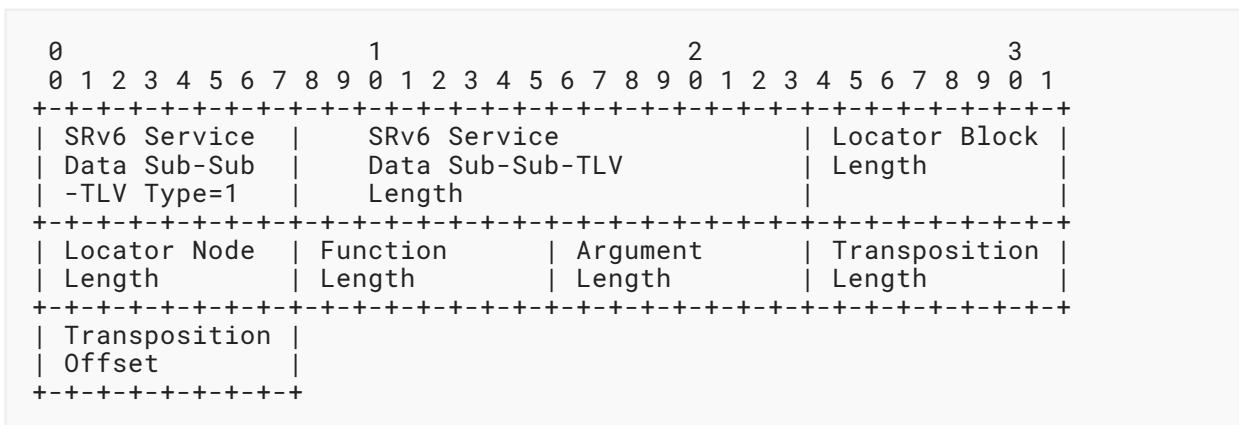 0                   1                   2                   3
 0 1 2 3 4 5 6 7 8 9 0 1 2 3 4 5 6 7 8 9 0 1 2 3 4 5 6 7 8 9 0 1
+-+-+-+-+-+-+-+-+-+-+-+-+-+-+-+-+-+-+-+-+-+-+-+-+-+-+-+-+-+-+-+-+
| SRv6 Service  |    SRv6 Service               | Locator Block |
| Data Sub-Sub  |    Data Sub-Sub-TLV           | Length        |
| -TLV Type=1   |    Length                     |               |
+-+-+-+-+-+-+-+-+-+-+-+-+-+-+-+-+-+-+-+-+-+-+-+-+-+-+-+-+-+-+-+-+
| Locator Node  | Function      | Argument      | Transposition |
| Length        | Length        | Length        | Length        |
+-+-+-+-+-+-+-+-+-+-+-+-+-+-+-+-+-+-+-+-+-+-+-+-+-+-+-+-+-+-+-+-+
| Transposition |
| Offset        |
+-+-+-+-+-+-+-+-+